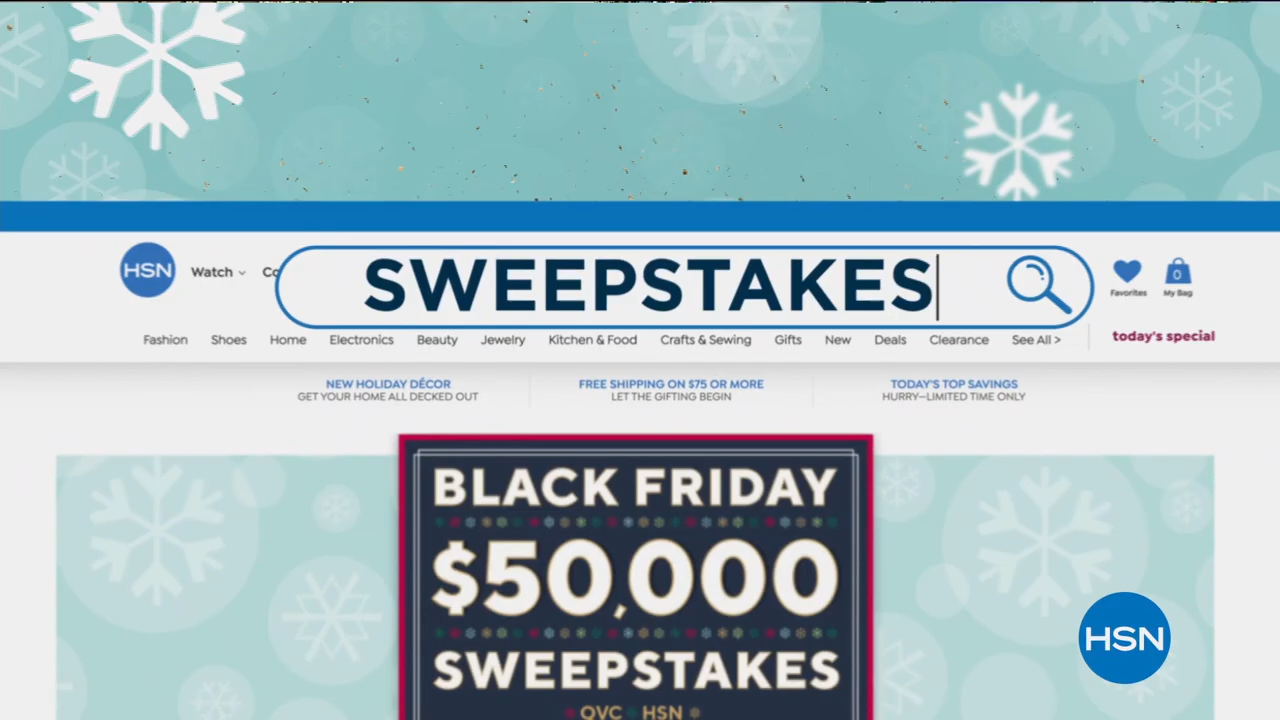 HSN Watch Co SWEEPSTAKES 0
Favorites My Bag
Fashion Shoes Home Electronics Beauty Jewelry Kitchen & Food Crafts & Sewing Gifts New Deals Clearance See All > today's special
NEW HOLIDAY DÉCOR FREE SHIPPING ON $75 OR MORE TODAY'S TOP SAVINGS
GET YOUR HOME ALL DECKED OUT LET THE GIFTING BEGIN HURRY—LIMITED TIME ONLY
BLACK FRIDAY
$50,000
SWEEPSTAKES
QVC HSN
HSN